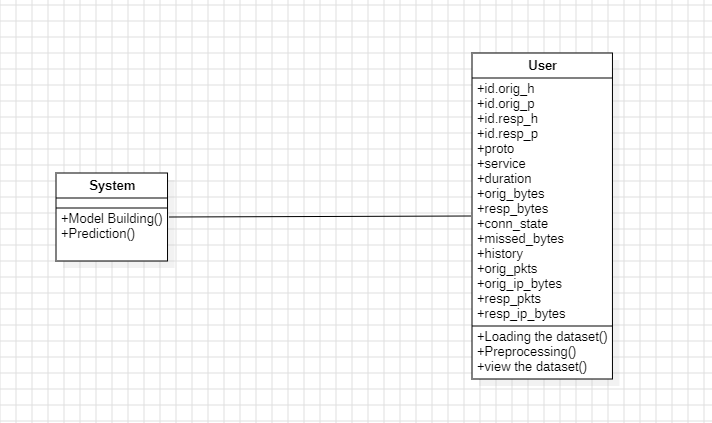 System
+Model Building()
+Prediction()
User
+id.orig_h
+id.orig_p
+id.resp_h
+id.resp_p
+proto
+service
+duration
+orig_bytes
+resp_bytes
+conn_state
+missed_bytes
+history
+orig_pkts
+orig_ip_bytes
+resp_pkts
+resp_ip_bytes
+Loading the dataset()
+Preprocessing()
+view the dataset()